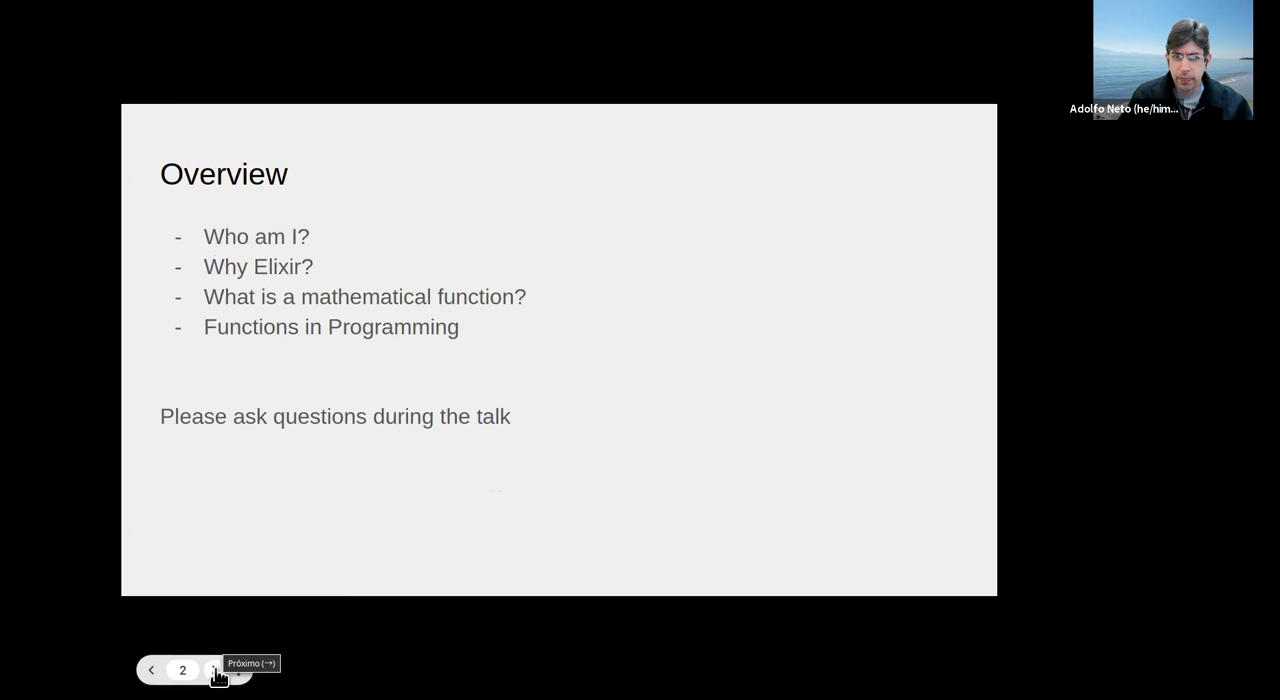 Adolfo Neto (he/him...
Overview
- Who am I?
- Why Elixir?
- What is a mathematical function?
- Functions in Programming
Please ask questions during the talk
2
Próximo (→)